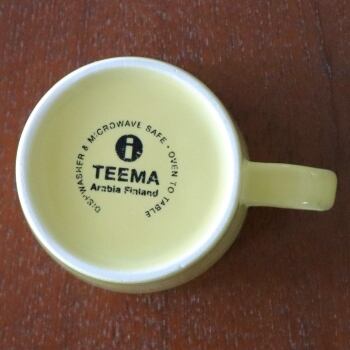 DISHWASHER & MICROWAVE SAFE • OVEN TO TABLE
i
TEEMA
Arabia Finland